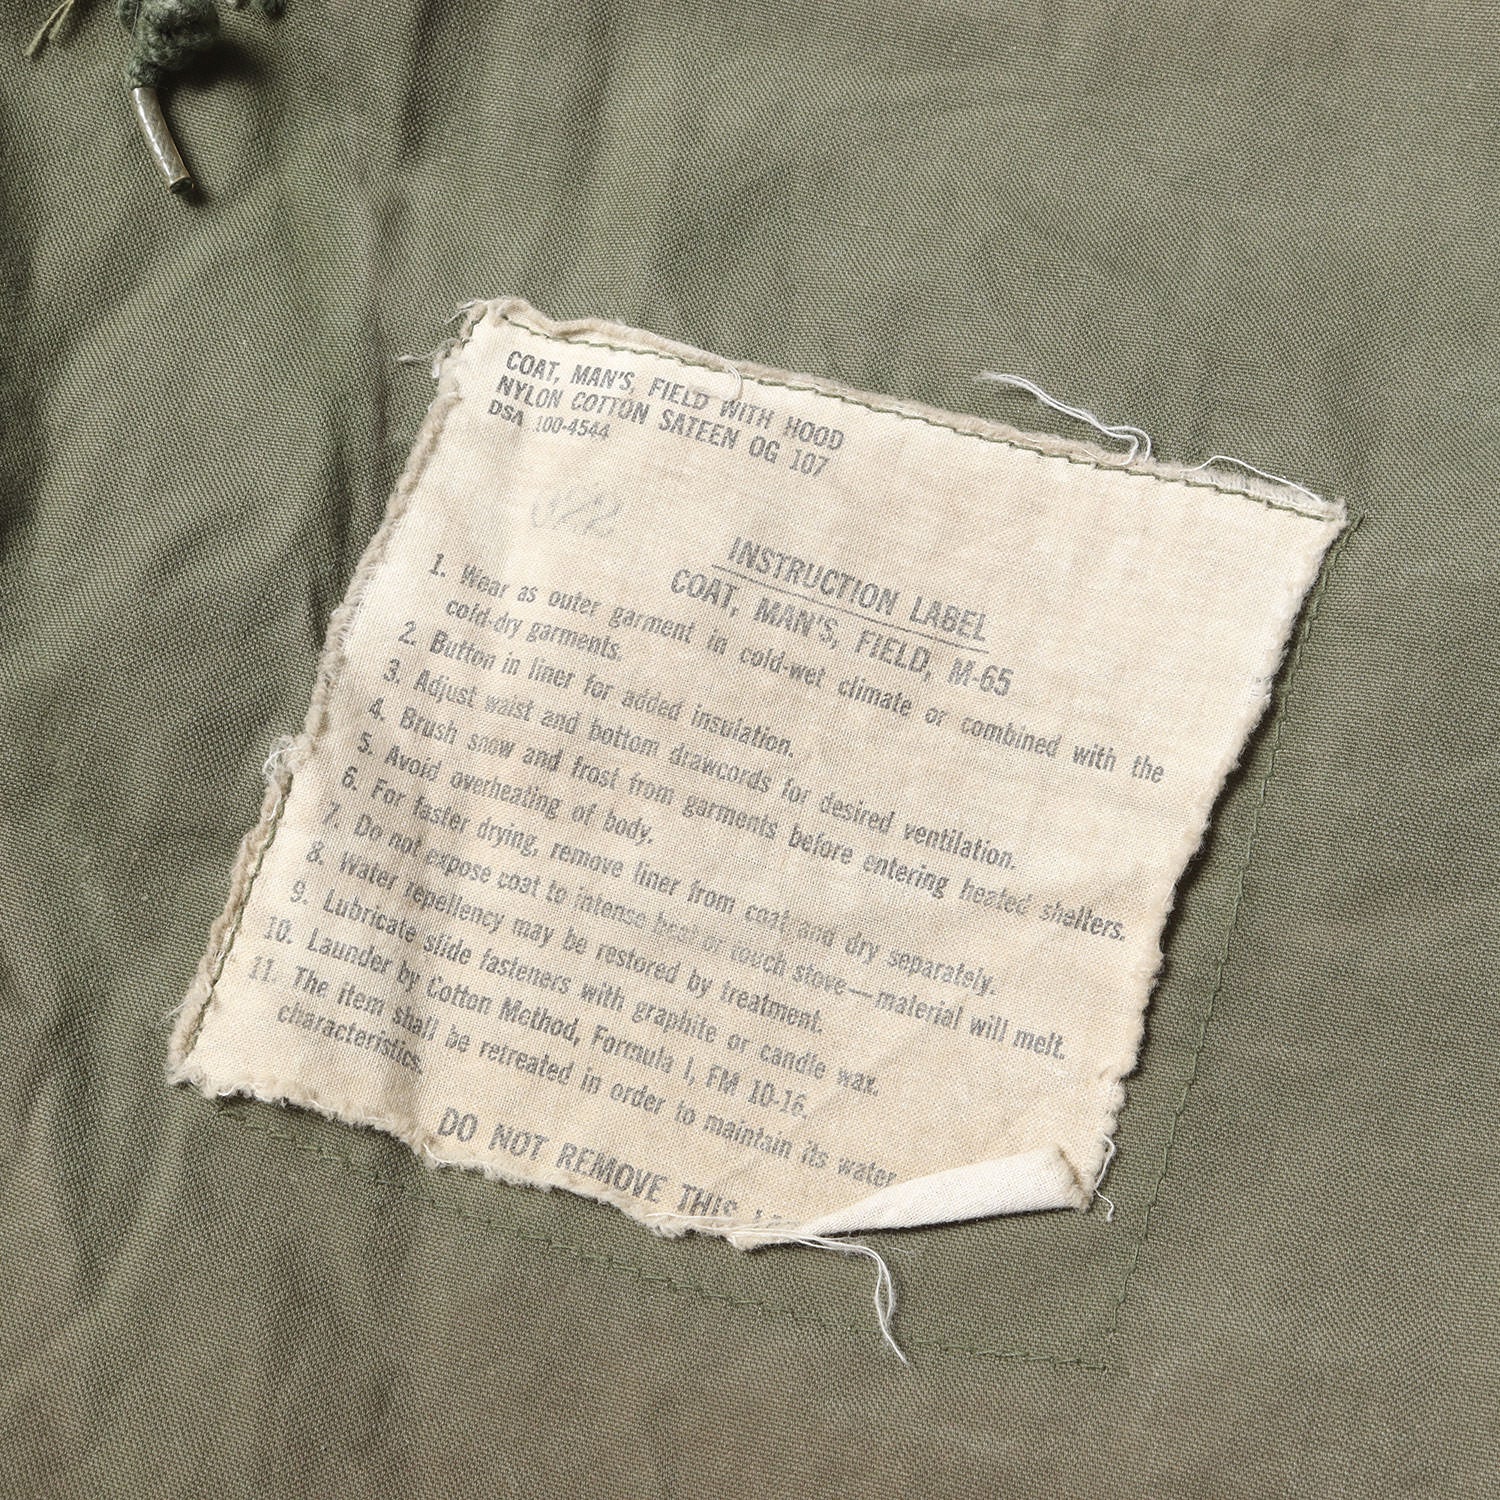 COAT, MAN'S, FIELD WITH HOOD
NYLON COTTON SATEEN OG 107
DSA 100-4544
INSTRUCTION LABEL
COAT, MAN'S, FIELD, M-65
1. Wear as outer garment in cold-wet climate or combined with the
cold-dry garments.
2. Button in liner for added insulation.
3. Adjust waist and bottom drawcords for desired ventilation.
4. Brush snow and frost from garments before entering heated shelters.
5. Avoid overheating of body.
6. For faster drying, remove liner from coat and dry separately.
7. Do not expose coat to intense heat or touch stove—material will melt.
8. Water repellency may be restored by treatment.
9. Lubricate slide fasteners with graphite or candle wax.
10. Launder by Cotton Method, Formula I, FM 10-16.
11. The item shall be retreated in order to maintain its water
characteristics.
DO NOT REMOVE THIS